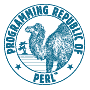 PROGRAMMING REPUBLIC OF
PERL